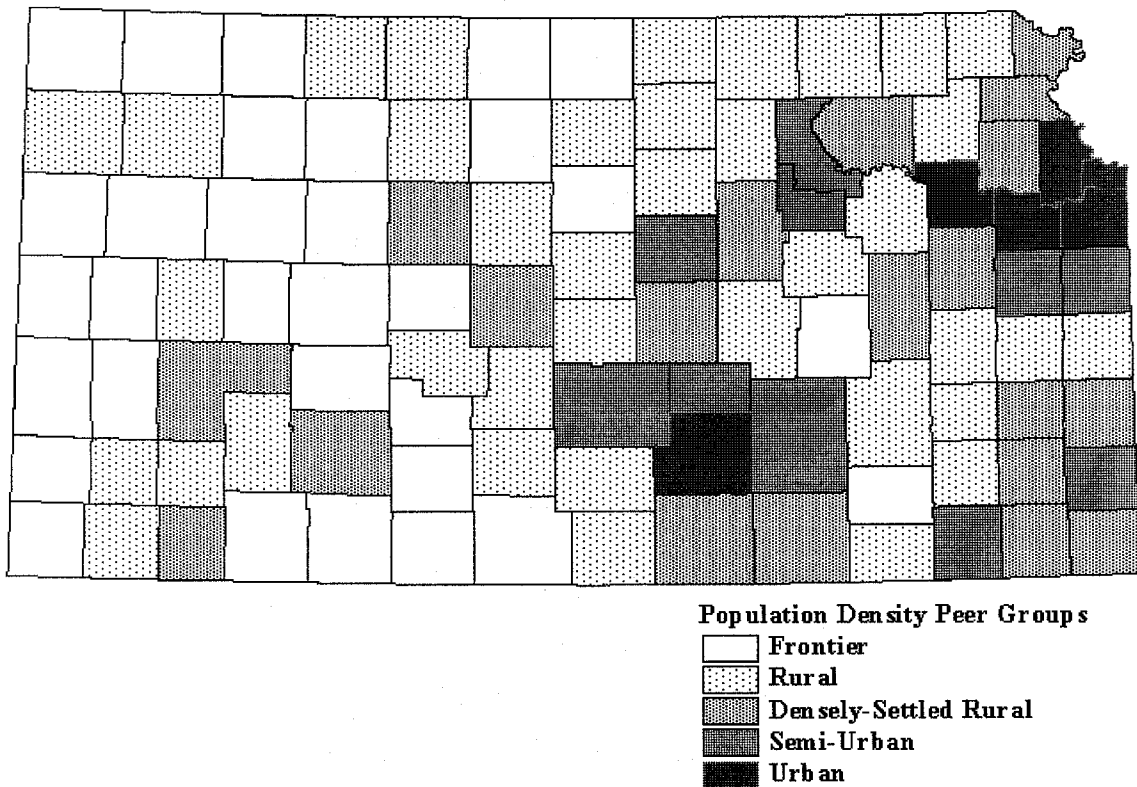 Population Density Peer Groups
Frontier
Rural
Densely-Settled Rural
Semi-Urban
Urban